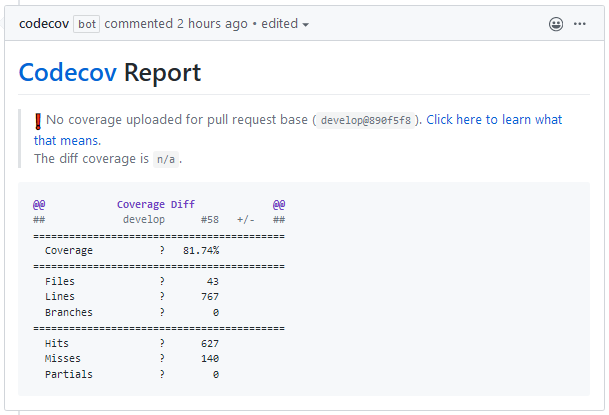 codecov bot commented 2 hours ago • edited
Codecov Report
❗ No coverage uploaded for pull request base (develop@890f5f8). Click here to learn what
that means.
The diff coverage is n/a.
@@ Coverage Diff @@
## develop #58 +/- ##
==========================================
Coverage ? 81.74%
==========================================
Files ? 43
Lines ? 767
Branches ? 0
==========================================
Hits ? 627
Misses ? 140
Partials ? 0